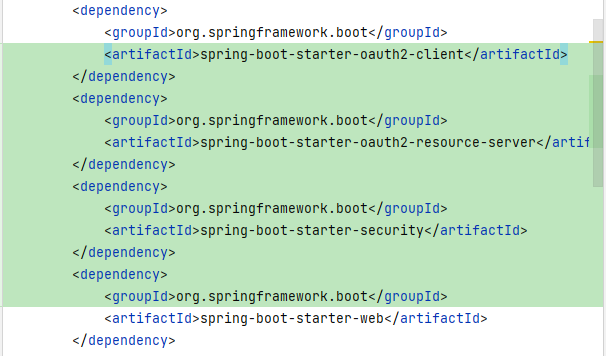 <dependency>
<groupId>org.springframework.boot</groupId>
<artifactId>spring-boot-starter-oauth2-client</artifactId>
</dependency>
<dependency>
<groupId>org.springframework.boot</groupId>
<artifactId>spring-boot-starter-oauth2-resource-server</artif
</dependency>
<dependency>
<groupId>org.springframework.boot</groupId>
<artifactId>spring-boot-starter-security</artifactId>
</dependency>
<dependency>
<groupId>org.springframework.boot</groupId>
<artifactId>spring-boot-starter-web</artifactId>
</dependency>